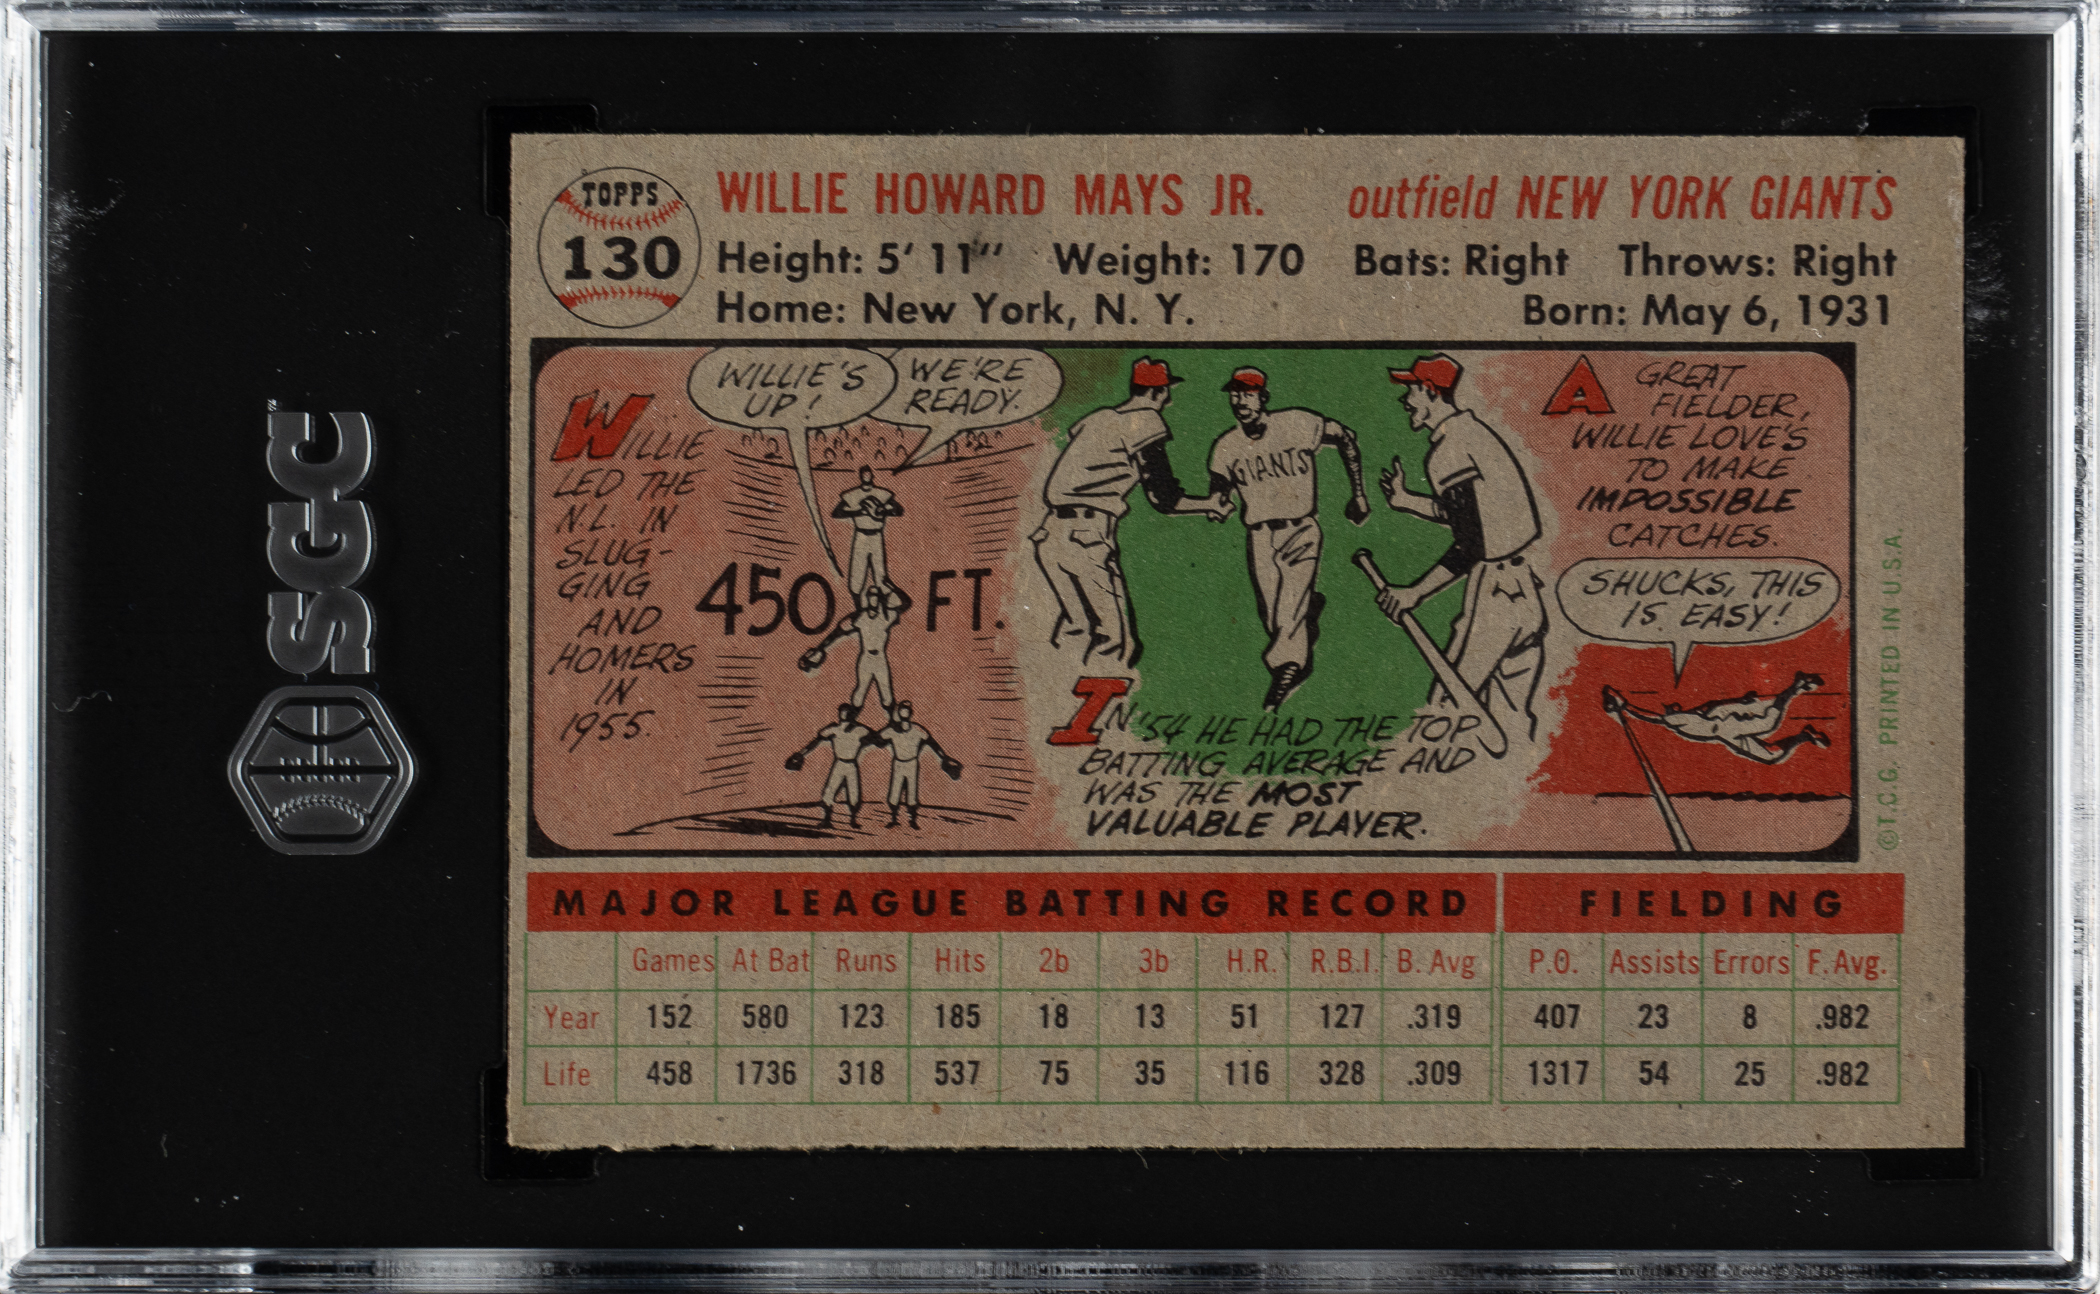 TOPPS
130
WILLIE HOWARD MAYS JR. outfield NEW YORK GIANTS
Height: 5' 11" Weight: 170 Bats: Right Throws: Right
Home: New York, N. Y. Born: May 6, 1931
WILLIE
LED THE
N.L. IN
SLUG-
GING
AND
HOMERS
IN
1955.
WILLIE'S
UP!
WE'RE
READY.
450 FT.
GIANTS
IN '54 HE HAD THE TOP
BATTING AVERAGE AND
WAS THE MOST
VALUABLE PLAYER.
A GREAT
FIELDER,
WILLIE LOVE'S
TO MAKE
IMPOSSIBLE
CATCHES.
SHUCKS, THIS
IS EASY!
©T.C.G. PRINTED IN U.S.A.
MAJOR LEAGUE BATTING RECORD FIELDING
Games At Bat Runs Hits 2b 3b H.R. R.B.I. B. Avg P.O. Assists Errors F. Avg.
Year 152 580 123 185 18 13 51 127 .319 407 23 8 .982
Life 458 1736 318 537 75 35 116 328 .309 1317 54 25 .982
SGC